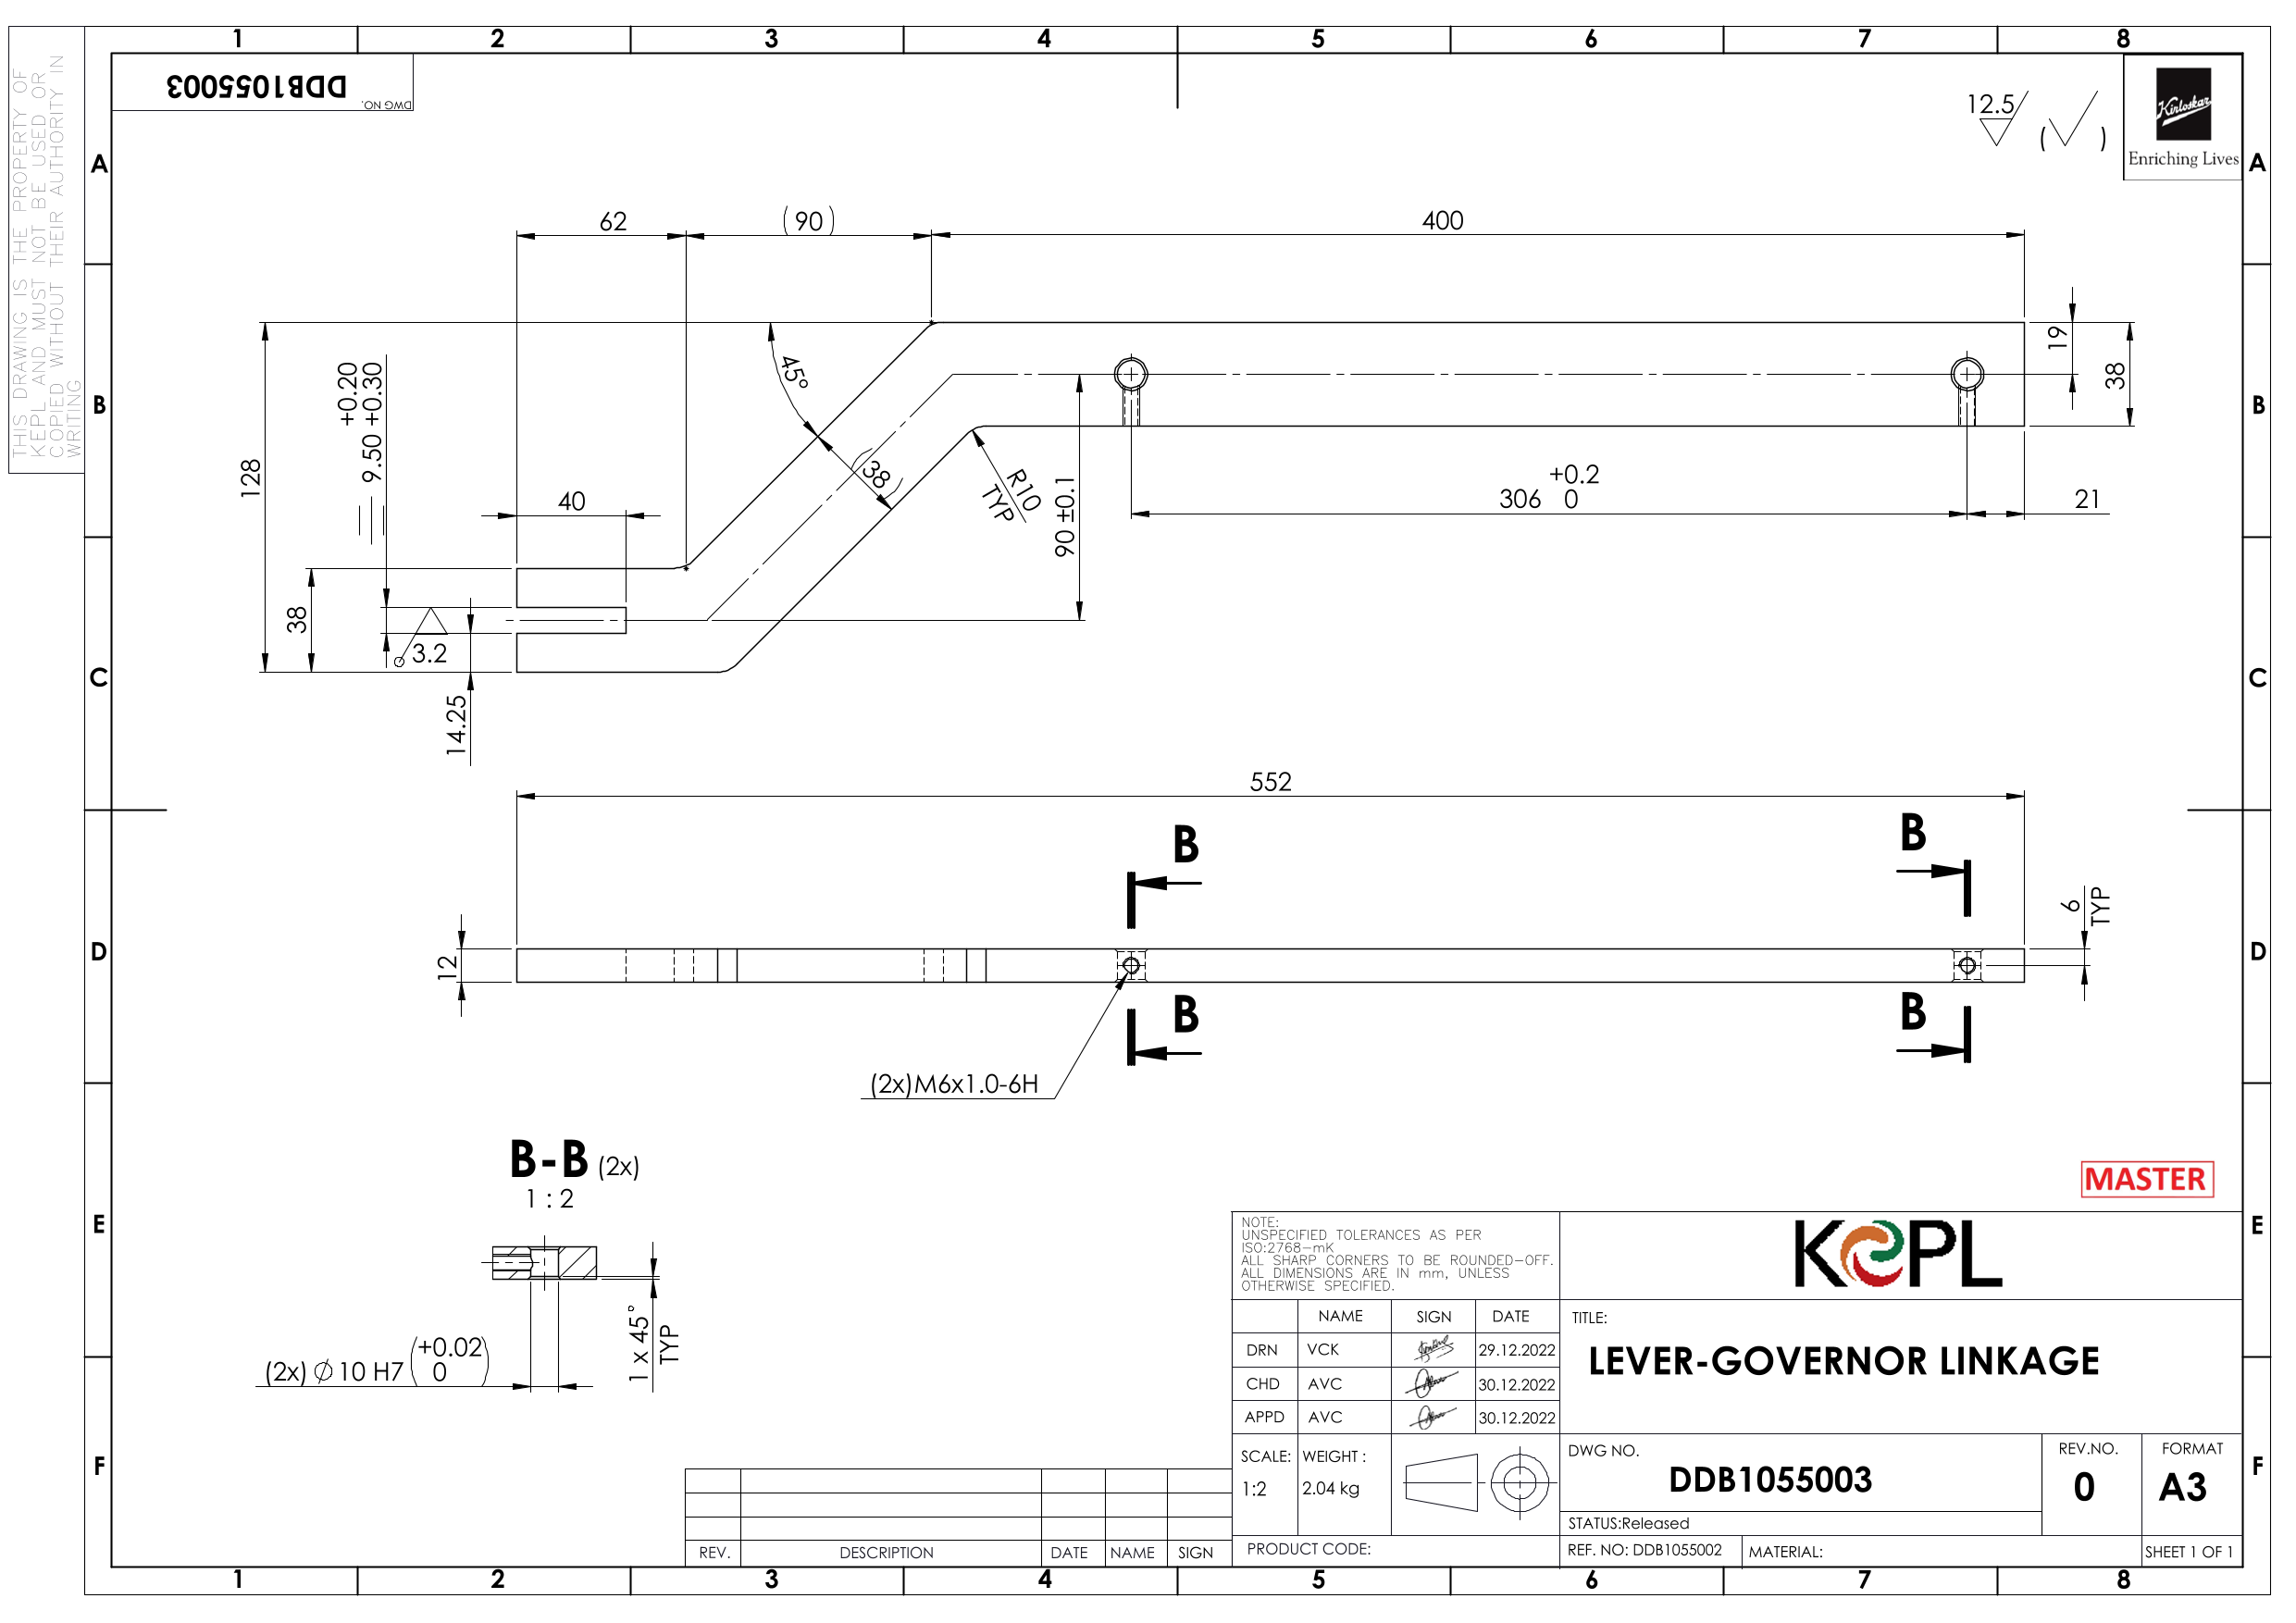 1 2 3 4 5 6 7 8
THIS DRAWING IS THE PROPERTY OF
KEPL AND MUST NOT BE USED OR
COPIED WITHOUT THEIR AUTHORITY IN
WRITING
DWG NO. DDB1055003
12.5
( )
Kirloskar
Enriching Lives
A A
B B
C C
D D
E E
F F
62
(90)
400
45°
(38)
R10
TYP
90 ±0.1
19
38
306 +0.2
0
21
128
9.50 +0.30
+0.20
40
38
3.2
14.25
552
B B
B B
12
6
TYP
(2x)M6x1.0-6H
B-B (2x)
1 : 2
(2x) Ø 10 H7 (+0.02
0)
1 x 45°
TYP
MASTER
NOTE:
UNSPECIFIED TOLERANCES AS PER
ISO:2768-mK
ALL SHARP CORNERS TO BE ROUNDED-OFF.
ALL DIMENSIONS ARE IN mm, UNLESS
OTHERWISE SPECIFIED.
KEPL
NAME SIGN DATE
DRN VCK 29.12.2022
CHD AVC 30.12.2022
APPD AVC 30.12.2022
TITLE:
LEVER-GOVERNOR LINKAGE
SCALE: WEIGHT :
1:2 2.04 kg
DWG NO.
DDB1055003
REV.NO.
0
FORMAT
A3
STATUS:Released
PRODUCT CODE:
REF. NO: DDB1055002
MATERIAL:
SHEET 1 OF 1
REV. DESCRIPTION DATE NAME SIGN
1 2 3 4 5 6 7 8